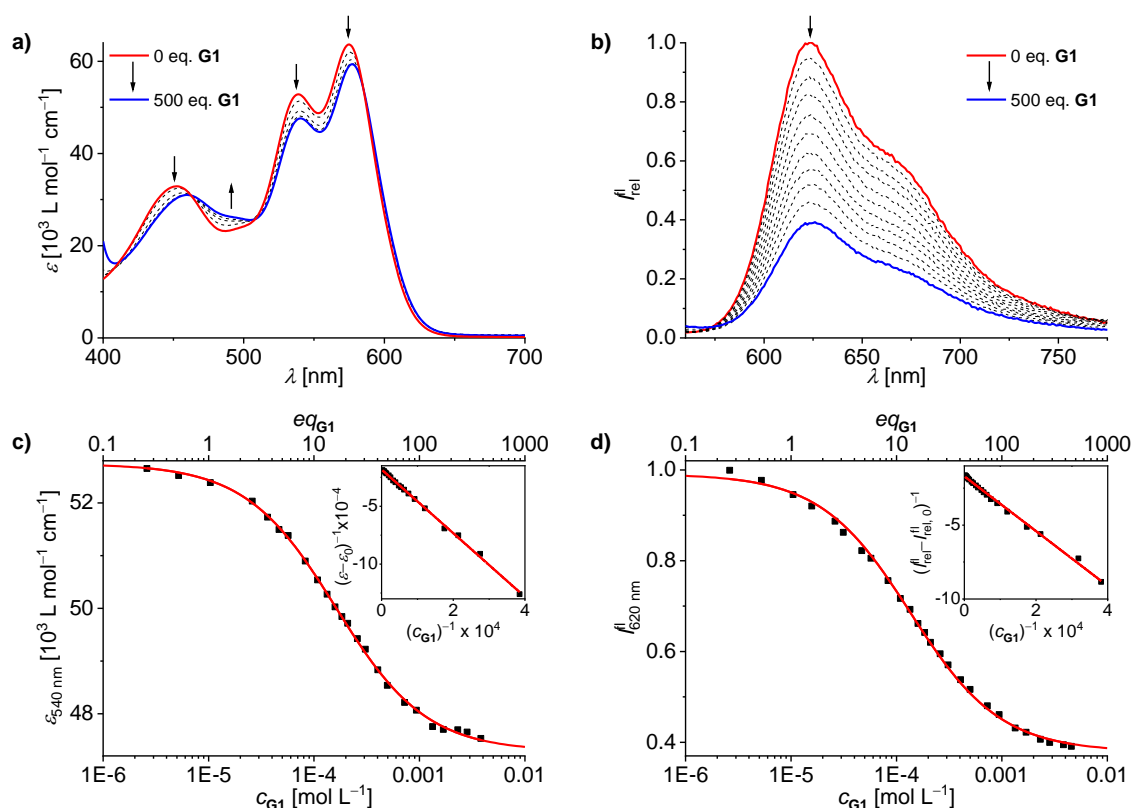 a)
0 eq. G1
500 eq. G1
60
40
20
0
ε [10³ L mol⁻¹ cm⁻¹]
400 500 600 700
λ [nm]
b)
0 eq. G1
500 eq. G1
1.0
0.8
0.6
0.4
0.2
0.0
I^fl_rel
600 650 700 750
λ [nm]
c)
eq_G1
0.1 1 10 100 1000
52
50
48
ε_540 nm [10³ L mol⁻¹ cm⁻¹]
1E-6 1E-5 1E-4 0.001 0.01
c_G1 [mol L⁻¹]
(ε−ε₀)⁻¹x10⁻⁴
-5
-10
0 2 4
(c_G1)⁻¹ x 10⁴
d)
eq_G1
0.1 1 10 100 1000
1.0
0.8
0.6
0.4
I^fl_620 nm
1E-6 1E-5 1E-4 0.001 0.01
c_G1 [mol L⁻¹]
(I^fl_rel−I^fl_rel, 0)⁻¹
-5
-10
0 2 4
(c_G1)⁻¹ x 10⁴